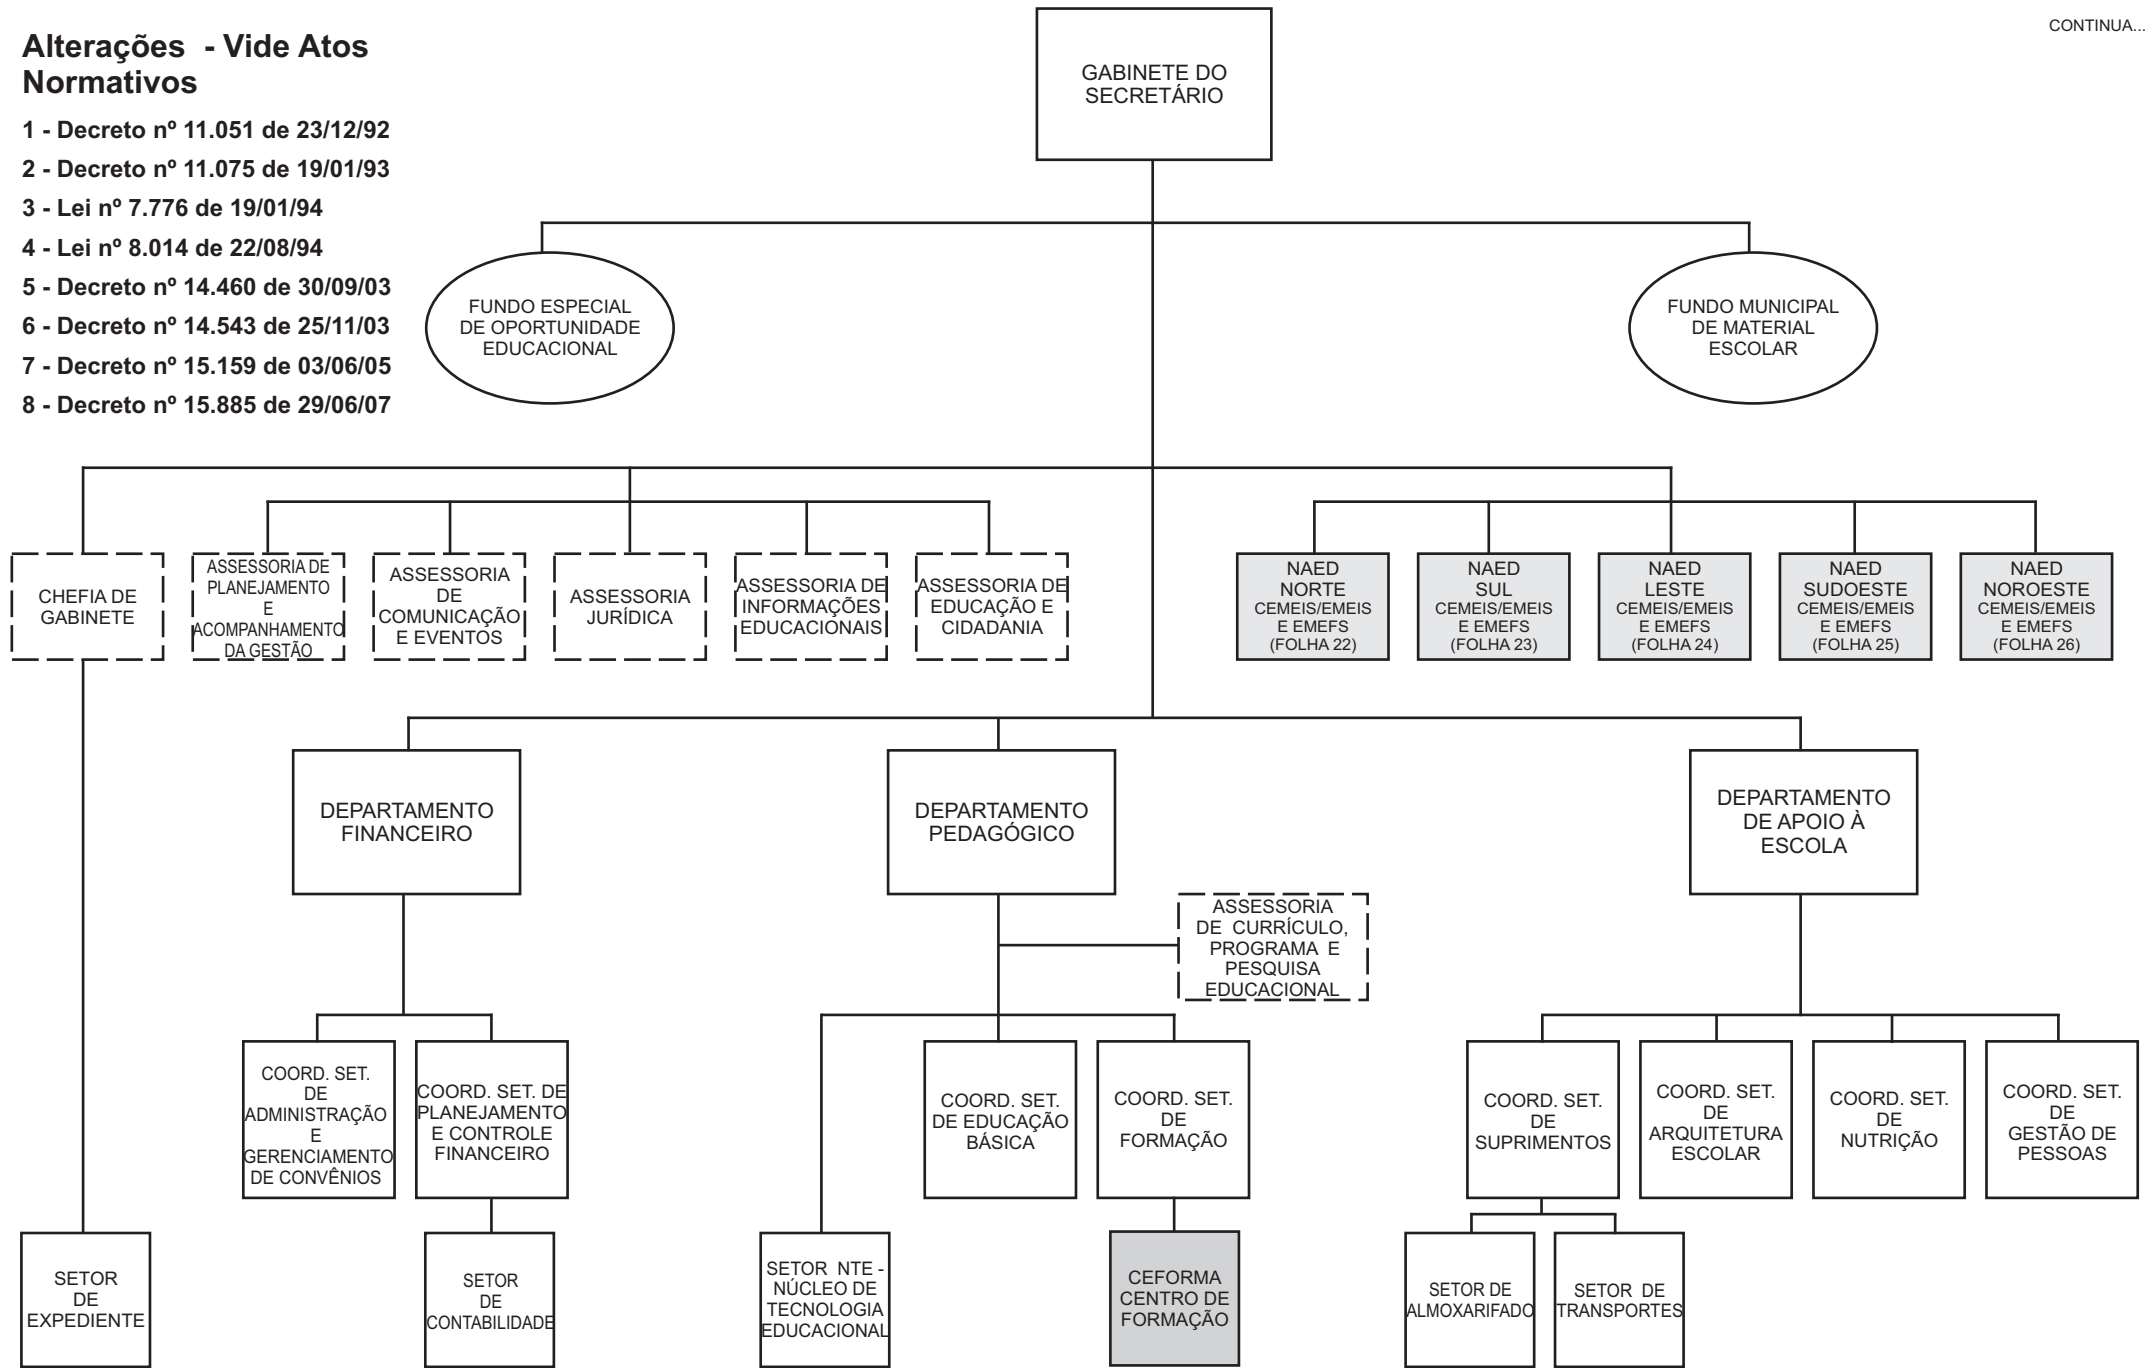 CONTINUA...
Alterações - Vide Atos
Normativos
1 - Decreto nº 11.051 de 23/12/92
2 - Decreto nº 11.075 de 19/01/93
3 - Lei nº 7.776 de 19/01/94
4 - Lei nº 8.014 de 22/08/94
5 - Decreto nº 14.460 de 30/09/03
6 - Decreto nº 14.543 de 25/11/03
7 - Decreto nº 15.159 de 03/06/05
8 - Decreto nº 15.885 de 29/06/07
GABINETE DO
SECRETÁRIO
FUNDO ESPECIAL
DE OPORTUNIDADE
EDUCACIONAL
FUNDO MUNICIPAL
DE MATERIAL
ESCOLAR
CHEFIA DE
GABINETE
ASSESSORIA DE
PLANEJAMENTO
E
ACOMPANHAMENTO
DA GESTÃO
ASSESSORIA
DE
COMUNICAÇÃO
E EVENTOS
ASSESSORIA
JURÍDICA
ASSESSORIA DE
INFORMAÇÕES
EDUCACIONAIS
ASSESSORIA DE
EDUCAÇÃO E
CIDADANIA
NAED
NORTE
CEMEIS/EMEIS
E EMEFS
(FOLHA 22)
NAED
SUL
CEMEIS/EMEIS
E EMEFS
(FOLHA 23)
NAED
LESTE
CEMEIS/EMEIS
E EMEFS
(FOLHA 24)
NAED
SUDOESTE
CEMEIS/EMEIS
E EMEFS
(FOLHA 25)
NAED
NOROESTE
CEMEIS/EMEIS
E EMEFS
(FOLHA 26)
DEPARTAMENTO
FINANCEIRO
DEPARTAMENTO
PEDAGÓGICO
DEPARTAMENTO
DE APOIO À
ESCOLA
ASSESSORIA
DE CURRÍCULO,
PROGRAMA E
PESQUISA
EDUCACIONAL
COORD. SET.
DE
ADMINISTRAÇÃO
E
GERENCIAMENTO
DE CONVÊNIOS
COORD. SET. DE
PLANEJAMENTO
E CONTROLE
FINANCEIRO
COORD. SET.
DE EDUCAÇÃO
BÁSICA
COORD. SET.
DE
FORMAÇÃO
COORD. SET.
DE
SUPRIMENTOS
COORD. SET.
DE
ARQUITETURA
ESCOLAR
COORD. SET.
DE
NUTRIÇÃO
COORD. SET.
DE
GESTÃO DE
PESSOAS
SETOR
DE
EXPEDIENTE
SETOR
DE
CONTABILIDADE
SETOR NTE -
NÚCLEO DE
TECNOLOGIA
EDUCACIONAL
CEFORMA
CENTRO DE
FORMAÇÃO
SETOR DE
ALMOXARIFADO
SETOR DE
TRANSPORTES